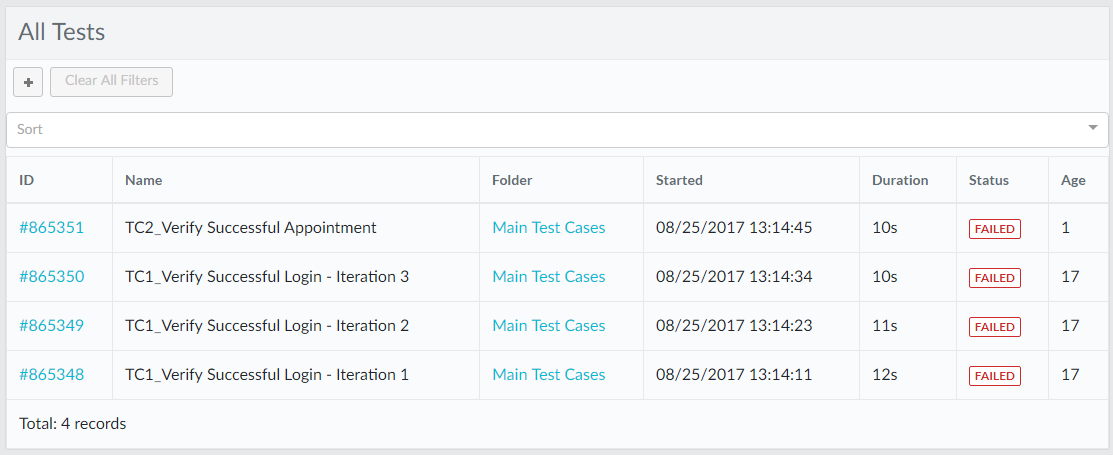 All Tests
+ Clear All Filters
Sort
ID Name Folder Started Duration Status Age
#865351 TC2_Verify Successful Appointment Main Test Cases 08/25/2017 13:14:45 10s FAILED 1
#865350 TC1_Verify Successful Login - Iteration 3 Main Test Cases 08/25/2017 13:14:34 10s FAILED 17
#865349 TC1_Verify Successful Login - Iteration 2 Main Test Cases 08/25/2017 13:14:23 11s FAILED 17
#865348 TC1_Verify Successful Login - Iteration 1 Main Test Cases 08/25/2017 13:14:11 12s FAILED 17
Total: 4 records